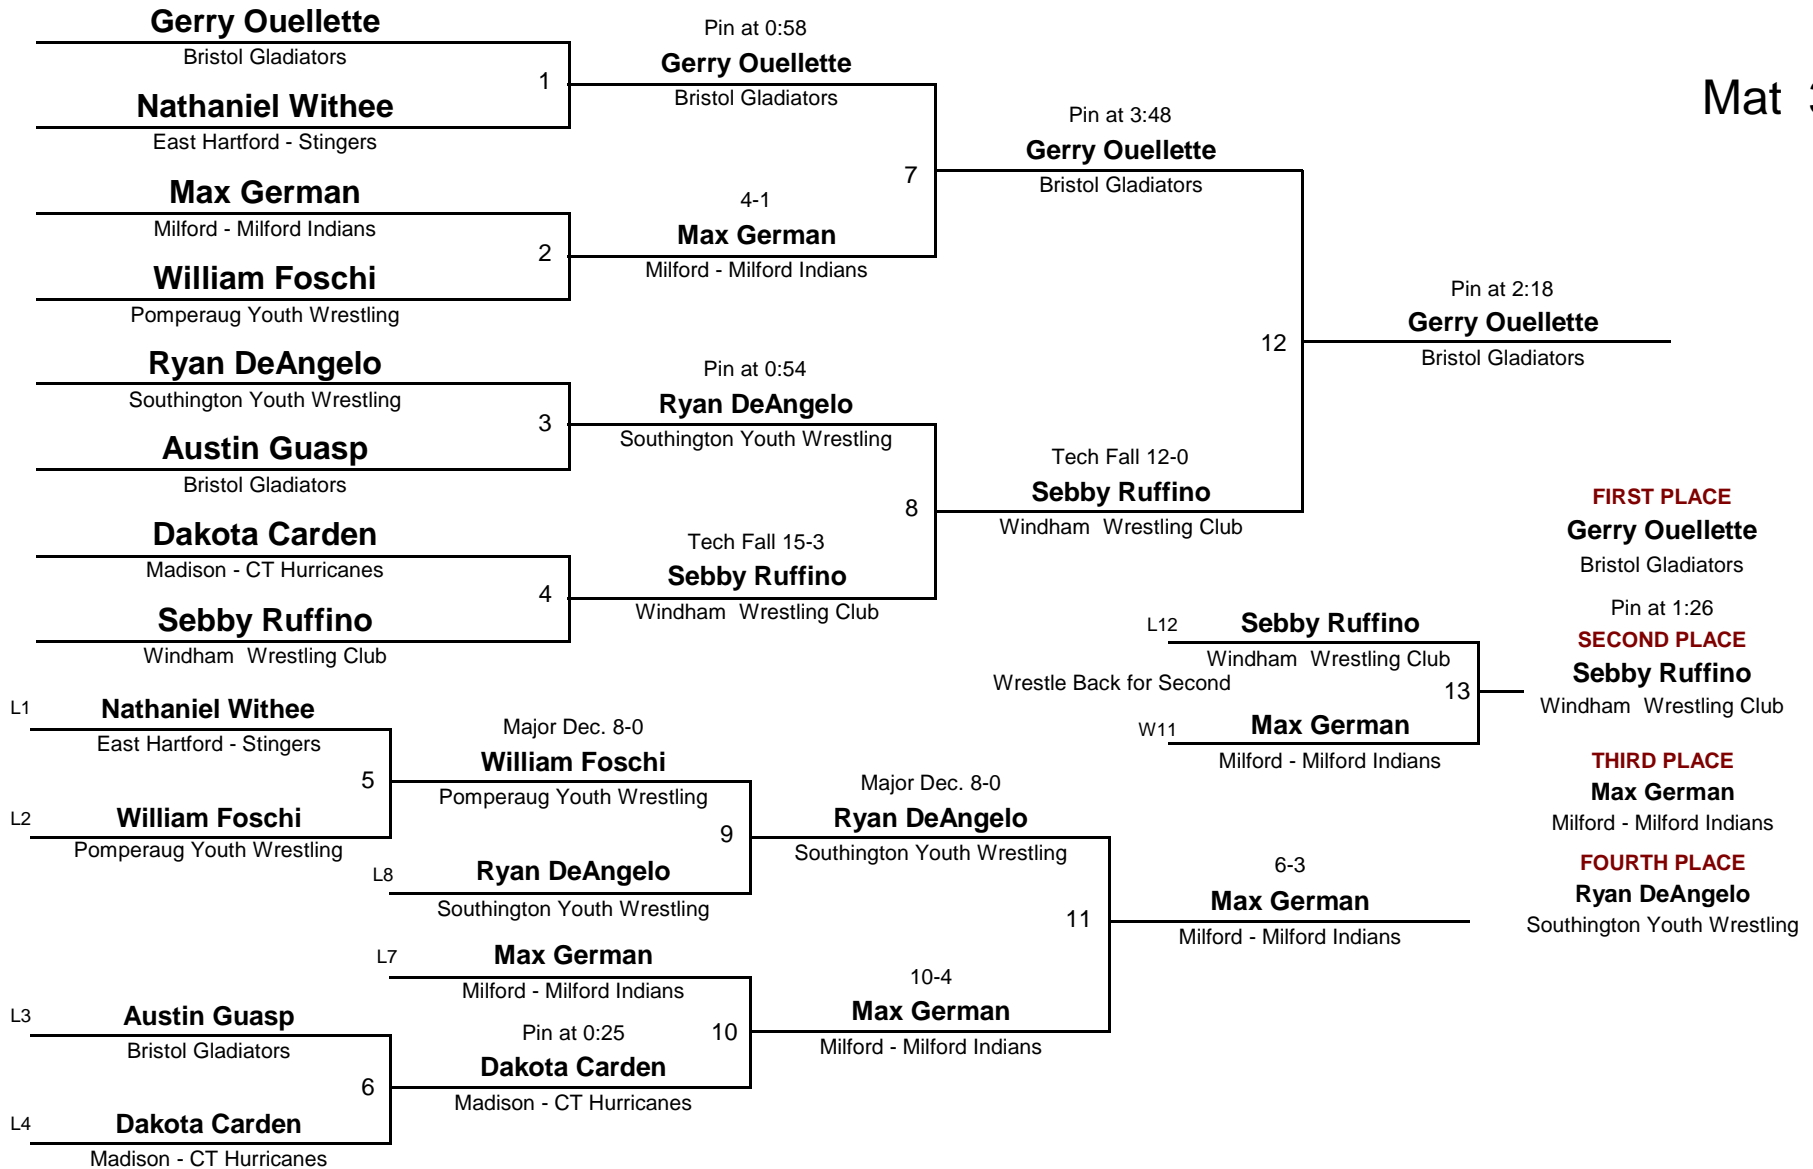 Gerry Ouellette
Bristol Gladiators
1
Nathaniel Withee
East Hartford - Stingers
Max German
Milford - Milford Indians
2
William Foschi
Pomperaug Youth Wrestling
Ryan DeAngelo
Southington Youth Wrestling
3
Austin Guasp
Bristol Gladiators
Dakota Carden
Madison - CT Hurricanes
4
Sebby Ruffino
Windham  Wrestling Club
Pin at 0:58
Gerry Ouellette
Bristol Gladiators
7
4-1
Max German
Milford - Milford Indians
Pin at 0:54
Ryan DeAngelo
Southington Youth Wrestling
8
Tech Fall 15-3
Sebby Ruffino
Windham  Wrestling Club
Pin at 3:48
Gerry Ouellette
Bristol Gladiators
12
Tech Fall 12-0
Sebby Ruffino
Windham  Wrestling Club
Mat
Pin at 2:18
Gerry Ouellette
Bristol Gladiators
L1 Nathaniel Withee
East Hartford - Stingers
5
L2 William Foschi
Pomperaug Youth Wrestling
L3 Austin Guasp
Bristol Gladiators
6
L4 Dakota Carden
Madison - CT Hurricanes
Major Dec. 8-0
William Foschi
Pomperaug Youth Wrestling
9
L8 Ryan DeAngelo
Southington Youth Wrestling
L7 Max German
Milford - Milford Indians
10
Pin at 0:25
Dakota Carden
Madison - CT Hurricanes
Major Dec. 8-0
Ryan DeAngelo
Southington Youth Wrestling
11
10-4
Max German
Milford - Milford Indians
6-3
Max German
Milford - Milford Indians
L12 Sebby Ruffino
Windham  Wrestling Club
Wrestle Back for Second
13
W11 Max German
Milford - Milford Indians
FIRST PLACE
Gerry Ouellette
Bristol Gladiators
Pin at 1:26
SECOND PLACE
Sebby Ruffino
Windham  Wrestling Club
THIRD PLACE
Max German
Milford - Milford Indians
FOURTH PLACE
Ryan DeAngelo
Southington Youth Wrestling